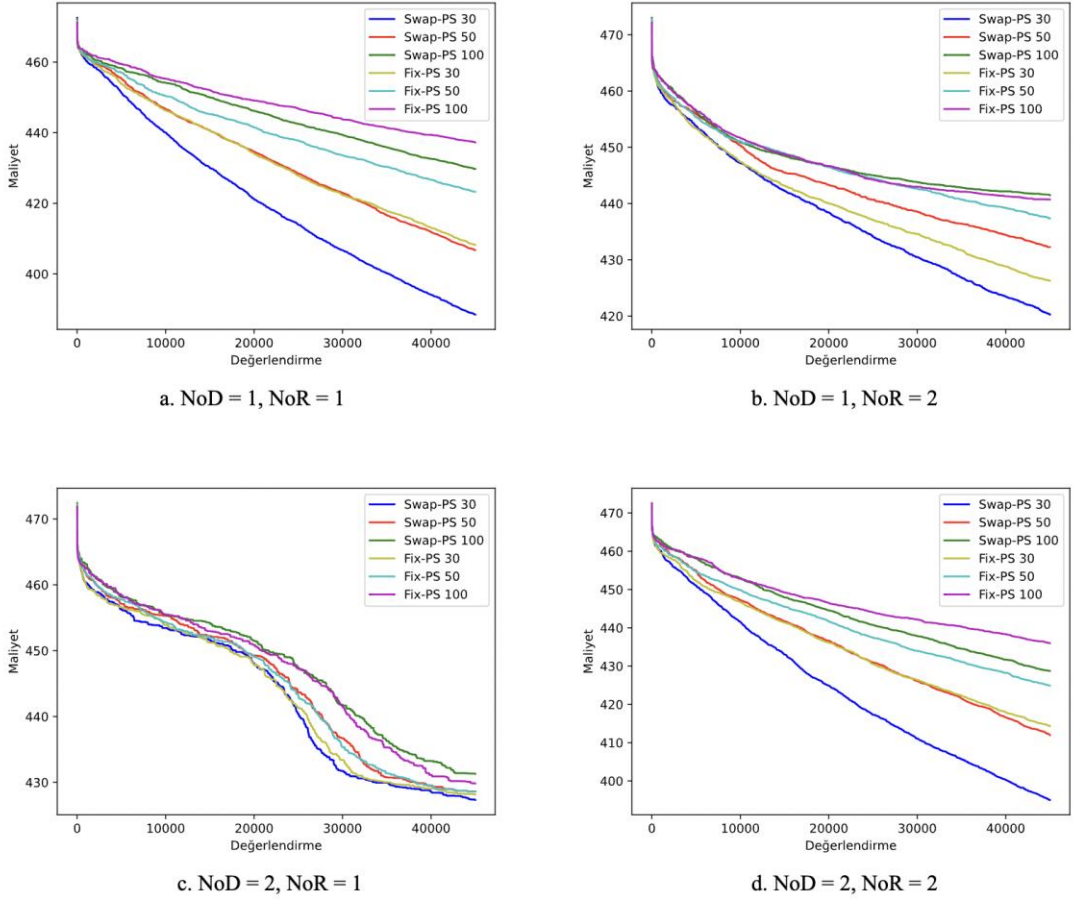 Swap-PS 30
Swap-PS 50
Swap-PS 100
Fix-PS 30
Fix-PS 50
Fix-PS 100
460
440
420
400
Maliyet
0 10000 20000 30000 40000
Değerlendirme
a. NoD = 1, NoR = 1
Swap-PS 30
Swap-PS 50
Swap-PS 100
Fix-PS 30
Fix-PS 50
Fix-PS 100
470
460
450
440
430
420
Maliyet
0 10000 20000 30000 40000
Değerlendirme
b. NoD = 1, NoR = 2
Swap-PS 30
Swap-PS 50
Swap-PS 100
Fix-PS 30
Fix-PS 50
Fix-PS 100
470
460
450
440
430
Maliyet
0 10000 20000 30000 40000
Değerlendirme
c. NoD = 2, NoR = 1
Swap-PS 30
Swap-PS 50
Swap-PS 100
Fix-PS 30
Fix-PS 50
Fix-PS 100
470
460
450
440
430
420
410
400
Maliyet
0 10000 20000 30000 40000
Değerlendirme
d. NoD = 2, NoR = 2